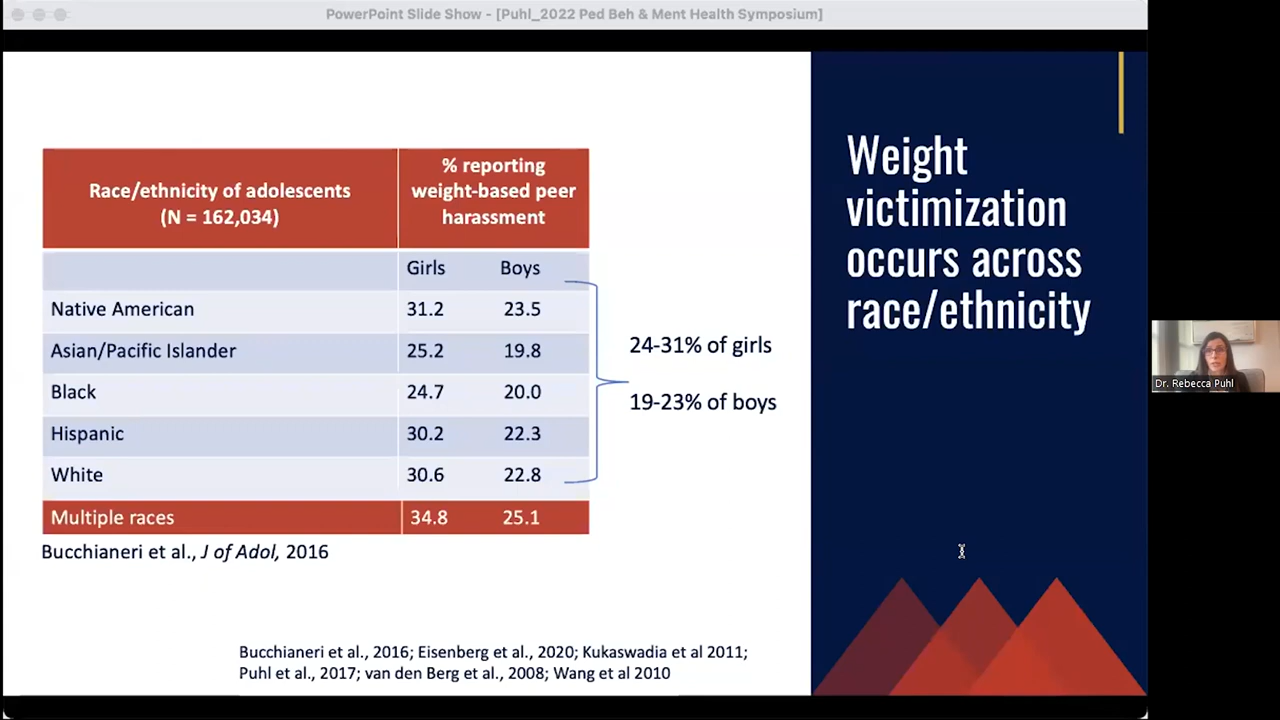 PowerPoint Slide Show - [Puhl_2022 Ped Beh & Ment Health Symposium]
Race/ethnicity of adolescents
(N = 162,034)
% reporting
weight-based peer
harassment
Girls Boys
Native American 31.2 23.5
Asian/Pacific Islander 25.2 19.8
Black 24.7 20.0
Hispanic 30.2 22.3
White 30.6 22.8
Multiple races 34.8 25.1
24-31% of girls
19-23% of boys
Bucchianeri et al., J of Adol, 2016
Bucchianeri et al., 2016; Eisenberg et al., 2020; Kukaswadia et al 2011;
Puhl et al., 2017; van den Berg et al., 2008; Wang et al 2010
Weight
victimization
occurs across
race/ethnicity
Dr. Rebecca Puhl